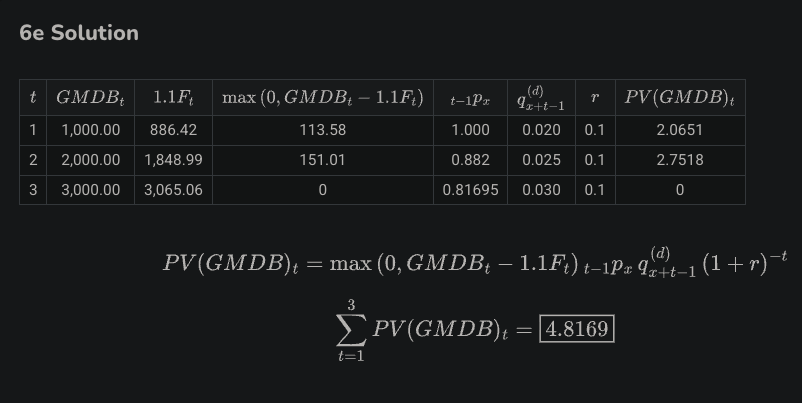 6e Solution
t GMDB_t 1.1F_t max (0, GMDB_t − 1.1F_t) _{t−1}p_x q^{(d)}_{x+t−1} r PV(GMDB)_t
1 1,000.00 886.42 113.58 1.000 0.020 0.1 2.0651
2 2,000.00 1,848.99 151.01 0.882 0.025 0.1 2.7518
3 3,000.00 3,065.06 0 0.81695 0.030 0.1 0
PV(GMDB)_t = max (0, GMDB_t − 1.1F_t) _{t−1}p_x q^{(d)}_{x+t−1} (1 + r)^{−t}
∑_{t=1}^{3} PV(GMDB)_t = 4.8169